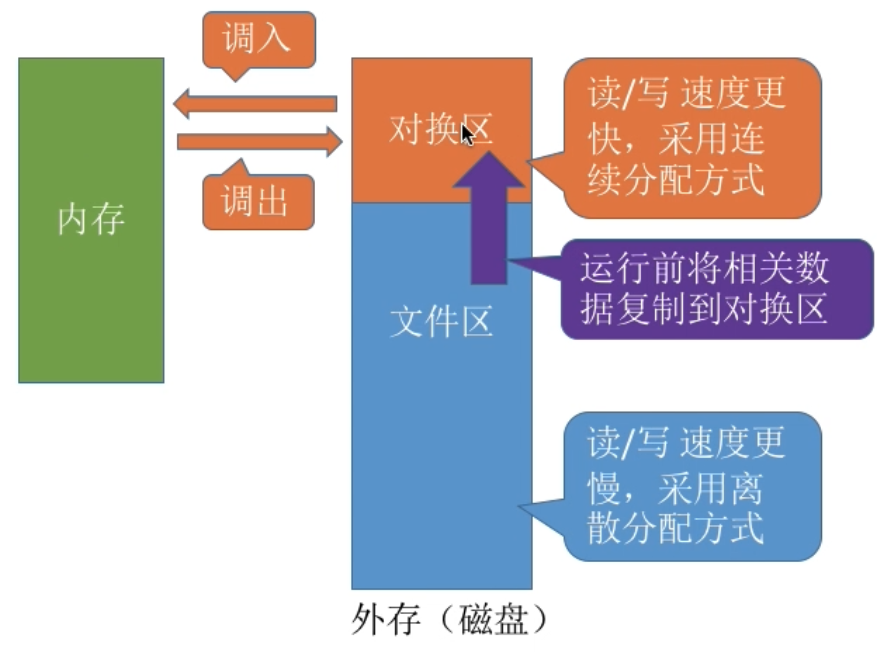 调入
调出
内存
对换区
读/写 速度更
快，采用连
续分配方式
运行前将相关数
据复制到对换区
文件区
读/写 速度更
慢，采用离
散分配方式
外存（磁盘）